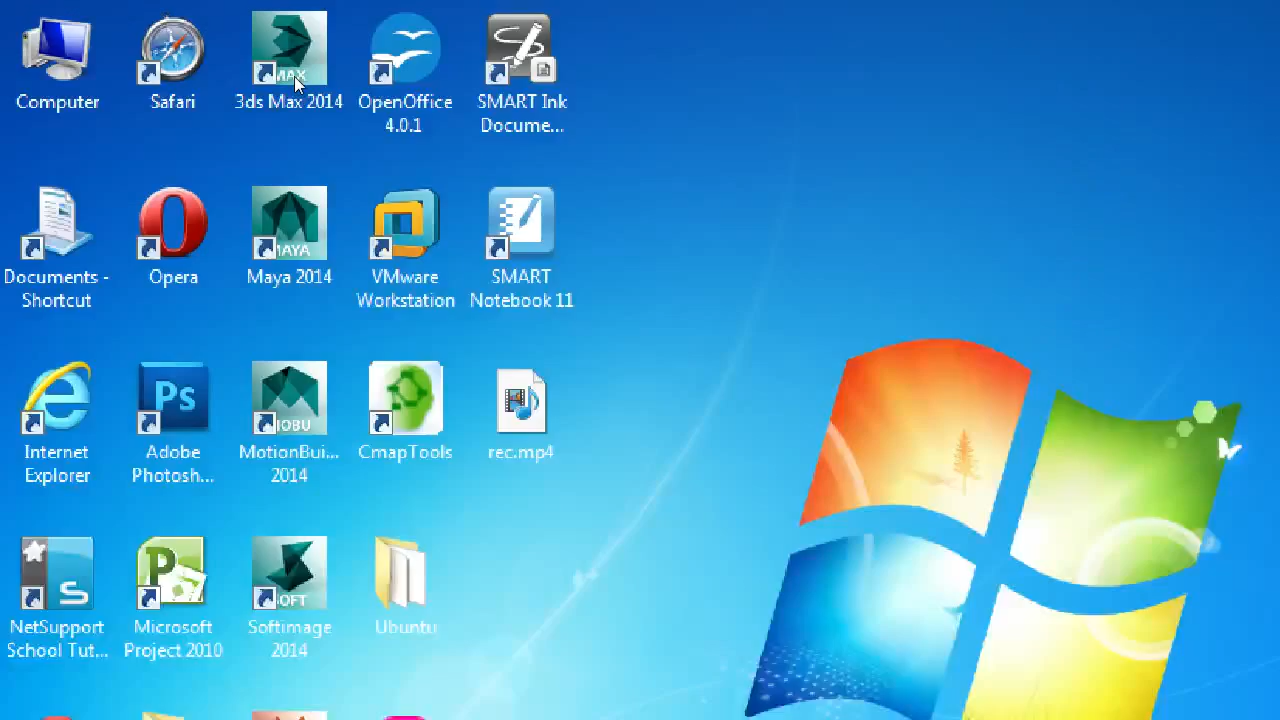 Computer
Safari
3ds Max 2014
OpenOffice
4.0.1
SMART Ink
Docume...
MAX
Documents -
Shortcut
Opera
Maya 2014
VMware
Workstation
SMART
Notebook 11
Internet
Explorer
Ps
Adobe
Photosh...
MotionBui...
2014
CmapTools
rec.mp4
S
NetSupport
School Tut...
P
Microsoft
Project 2010
Softimage
2014
Ubuntu